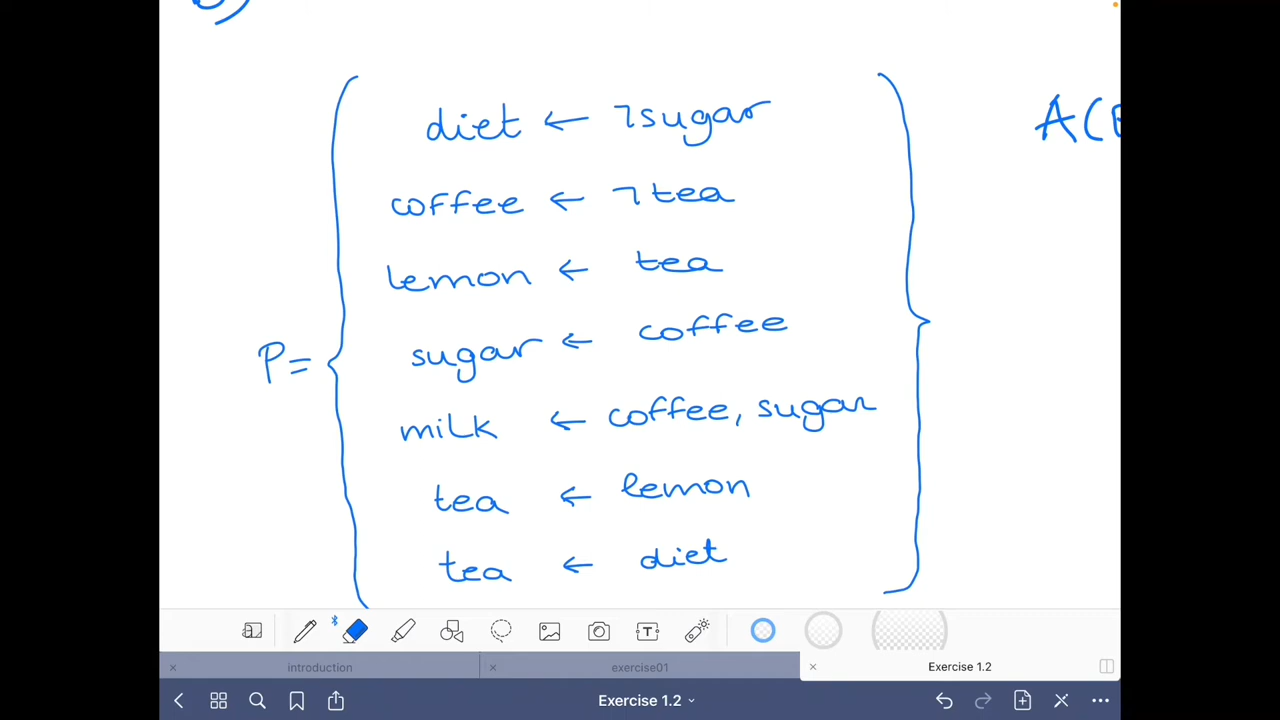 diet ← ¬sugar
A(
coffee ← ¬tea
lemon ← tea
sugar ← coffee
P=
milk ← coffee, sugar
tea ← lemon
tea ← diet
T
introduction
exercise01
Exercise 1.2
Exercise 1.2